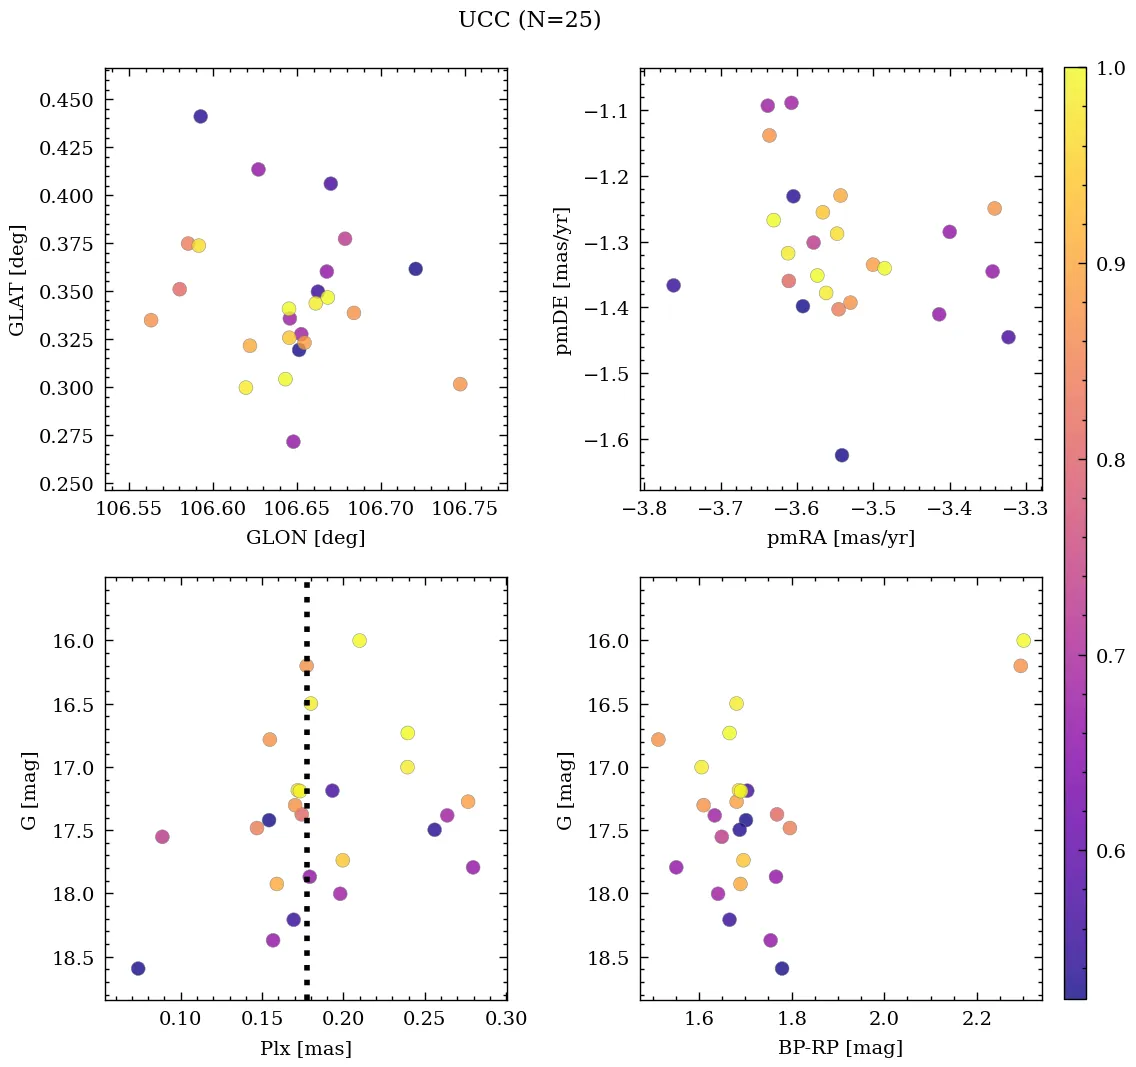 UCC (N=25)
0.450
0.425
0.400
0.375
0.350
0.325
0.300
0.275
0.250
GLAT [deg]
106.55 106.60 106.65 106.70 106.75
GLON [deg]
−1.1
−1.2
−1.3
−1.4
−1.5
−1.6
pmDE [mas/yr]
−3.8 −3.7 −3.6 −3.5 −3.4 −3.3
pmRA [mas/yr]
1.0
0.9
0.8
0.7
0.6
16.0
16.5
17.0
17.5
18.0
18.5
G [mag]
0.10 0.15 0.20 0.25 0.30
Plx [mas]
16.0
16.5
17.0
17.5
18.0
18.5
G [mag]
1.6 1.8 2.0 2.2
BP-RP [mag]